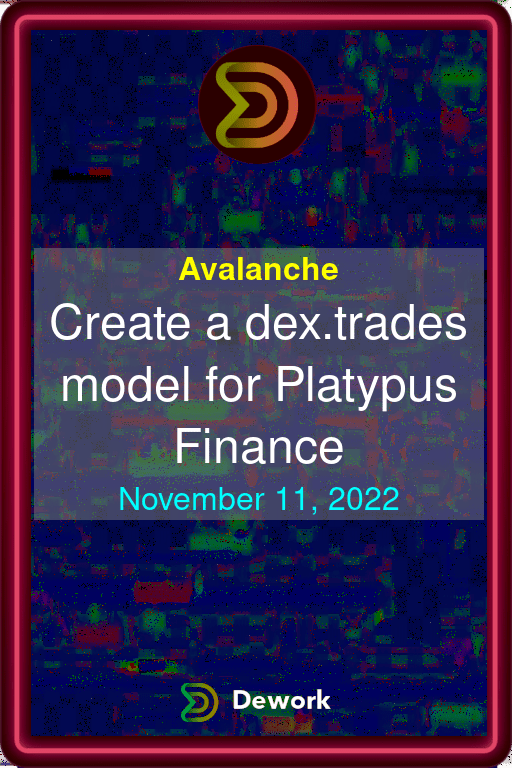 Avalanche
Create a dex.trades
model for Platypus
Finance
November 11, 2022
Dework